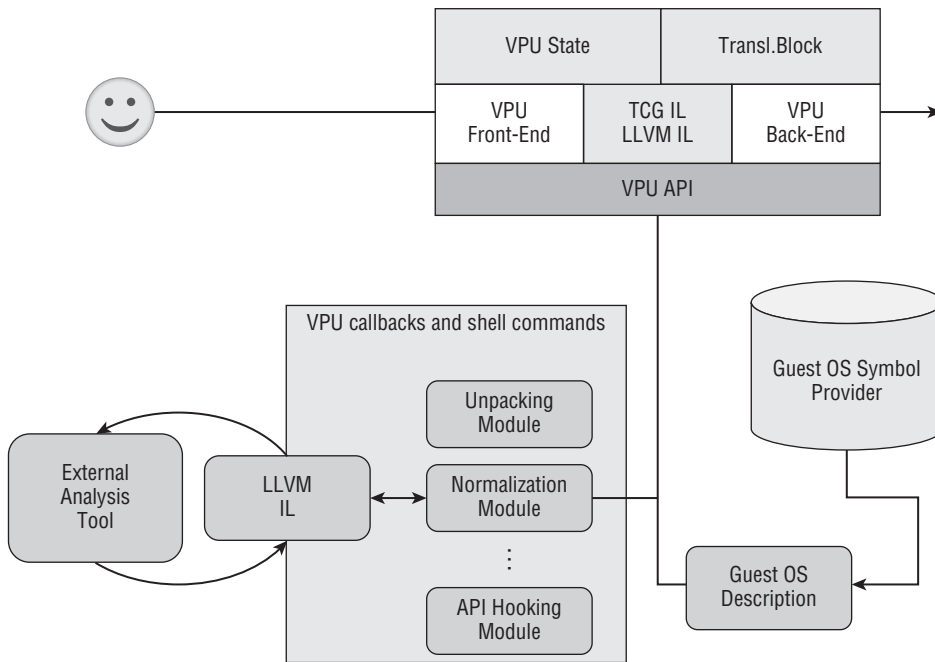 VPU State
Transl.Block
VPU
Front-End
TCG IL
LLVM IL
VPU
Back-End
VPU API
VPU callbacks and shell commands
Guest OS Symbol
Provider
Unpacking
Module
External
Analysis
Tool
LLVM
IL
Normalization
Module
⋮
Guest OS
Description
API Hooking
Module